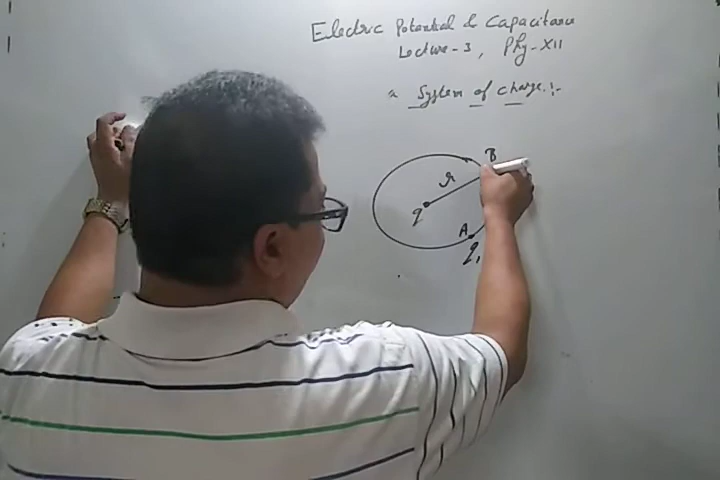 Electric Potential & Capacitance
Lecture-3, Phy-XII
System of charge :-
B
r
q
A
q₁